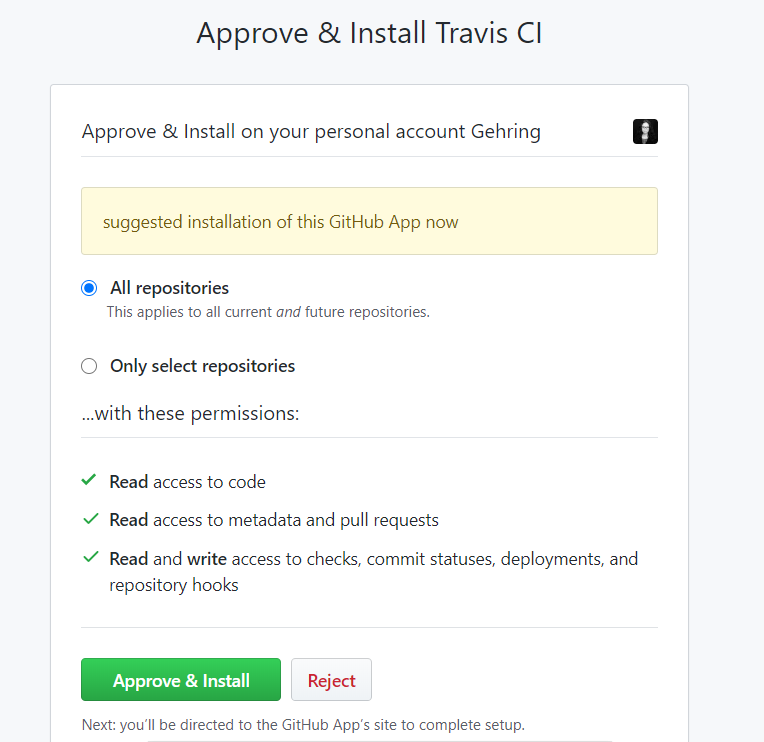 Approve & Install Travis CI
Approve & Install on your personal account Gehring
suggested installation of this GitHub App now
All repositories
This applies to all current and future repositories.
Only select repositories
...with these permissions:
Read access to code
Read access to metadata and pull requests
Read and write access to checks, commit statuses, deployments, and
repository hooks
Approve & Install
Reject
Next: you’ll be directed to the GitHub App’s site to complete setup.